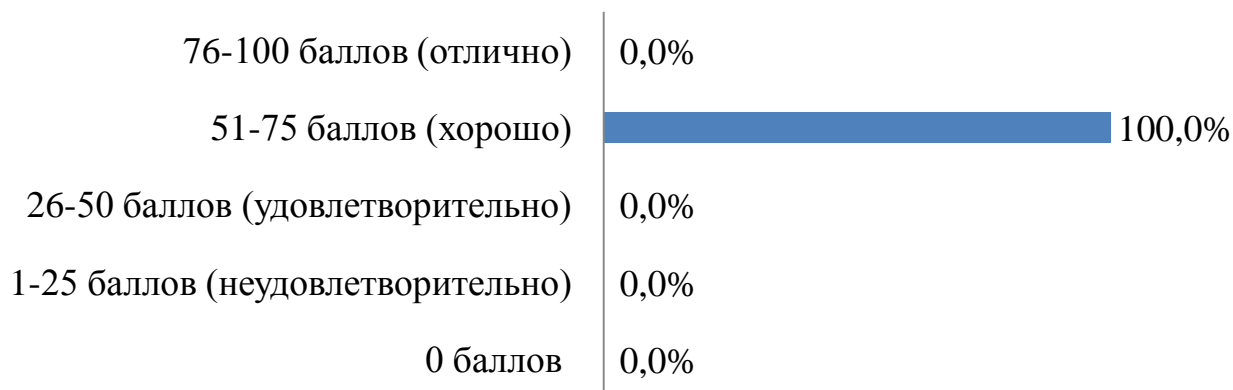 76-100 баллов (отлично) 0,0%
51-75 баллов (хорошо) 100,0%
26-50 баллов (удовлетворительно) 0,0%
1-25 баллов (неудовлетворительно) 0,0%
0 баллов 0,0%